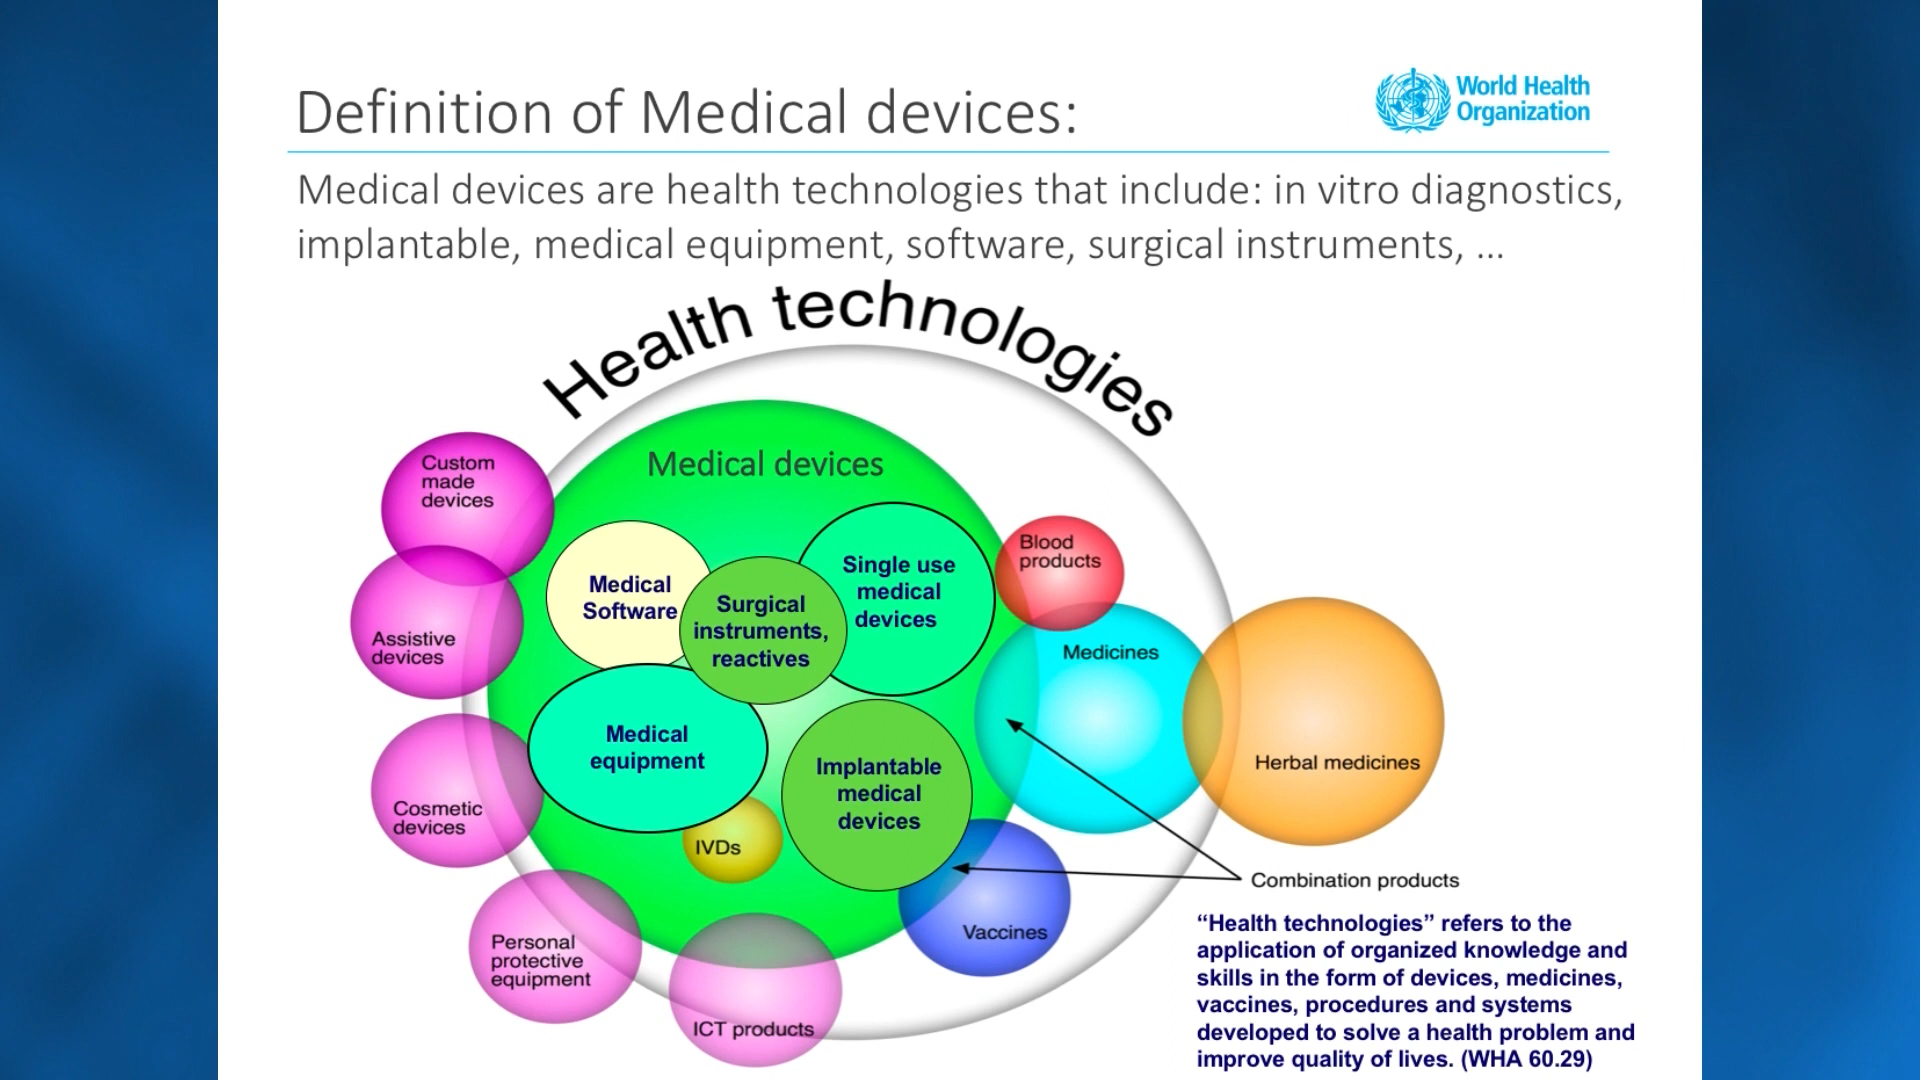 Definition of Medical devices:
World Health
Organization
Medical devices are health technologies that include: in vitro diagnostics,
implantable, medical equipment, software, surgical instruments, ...
Health technologies
Medical devices
Custom
made
devices
Assistive
devices
Cosmetic
devices
Personal
protective
equipment
ICT products
Medical
Software
Surgical
instruments,
reactives
Single use
medical
devices
Medical
equipment
Implantable
medical
devices
IVDs
Blood
products
Medicines
Herbal medicines
Vaccines
Combination products
“Health technologies” refers to the
application of organized knowledge and
skills in the form of devices, medicines,
vaccines, procedures and systems
developed to solve a health problem and
improve quality of lives. (WHA 60.29)